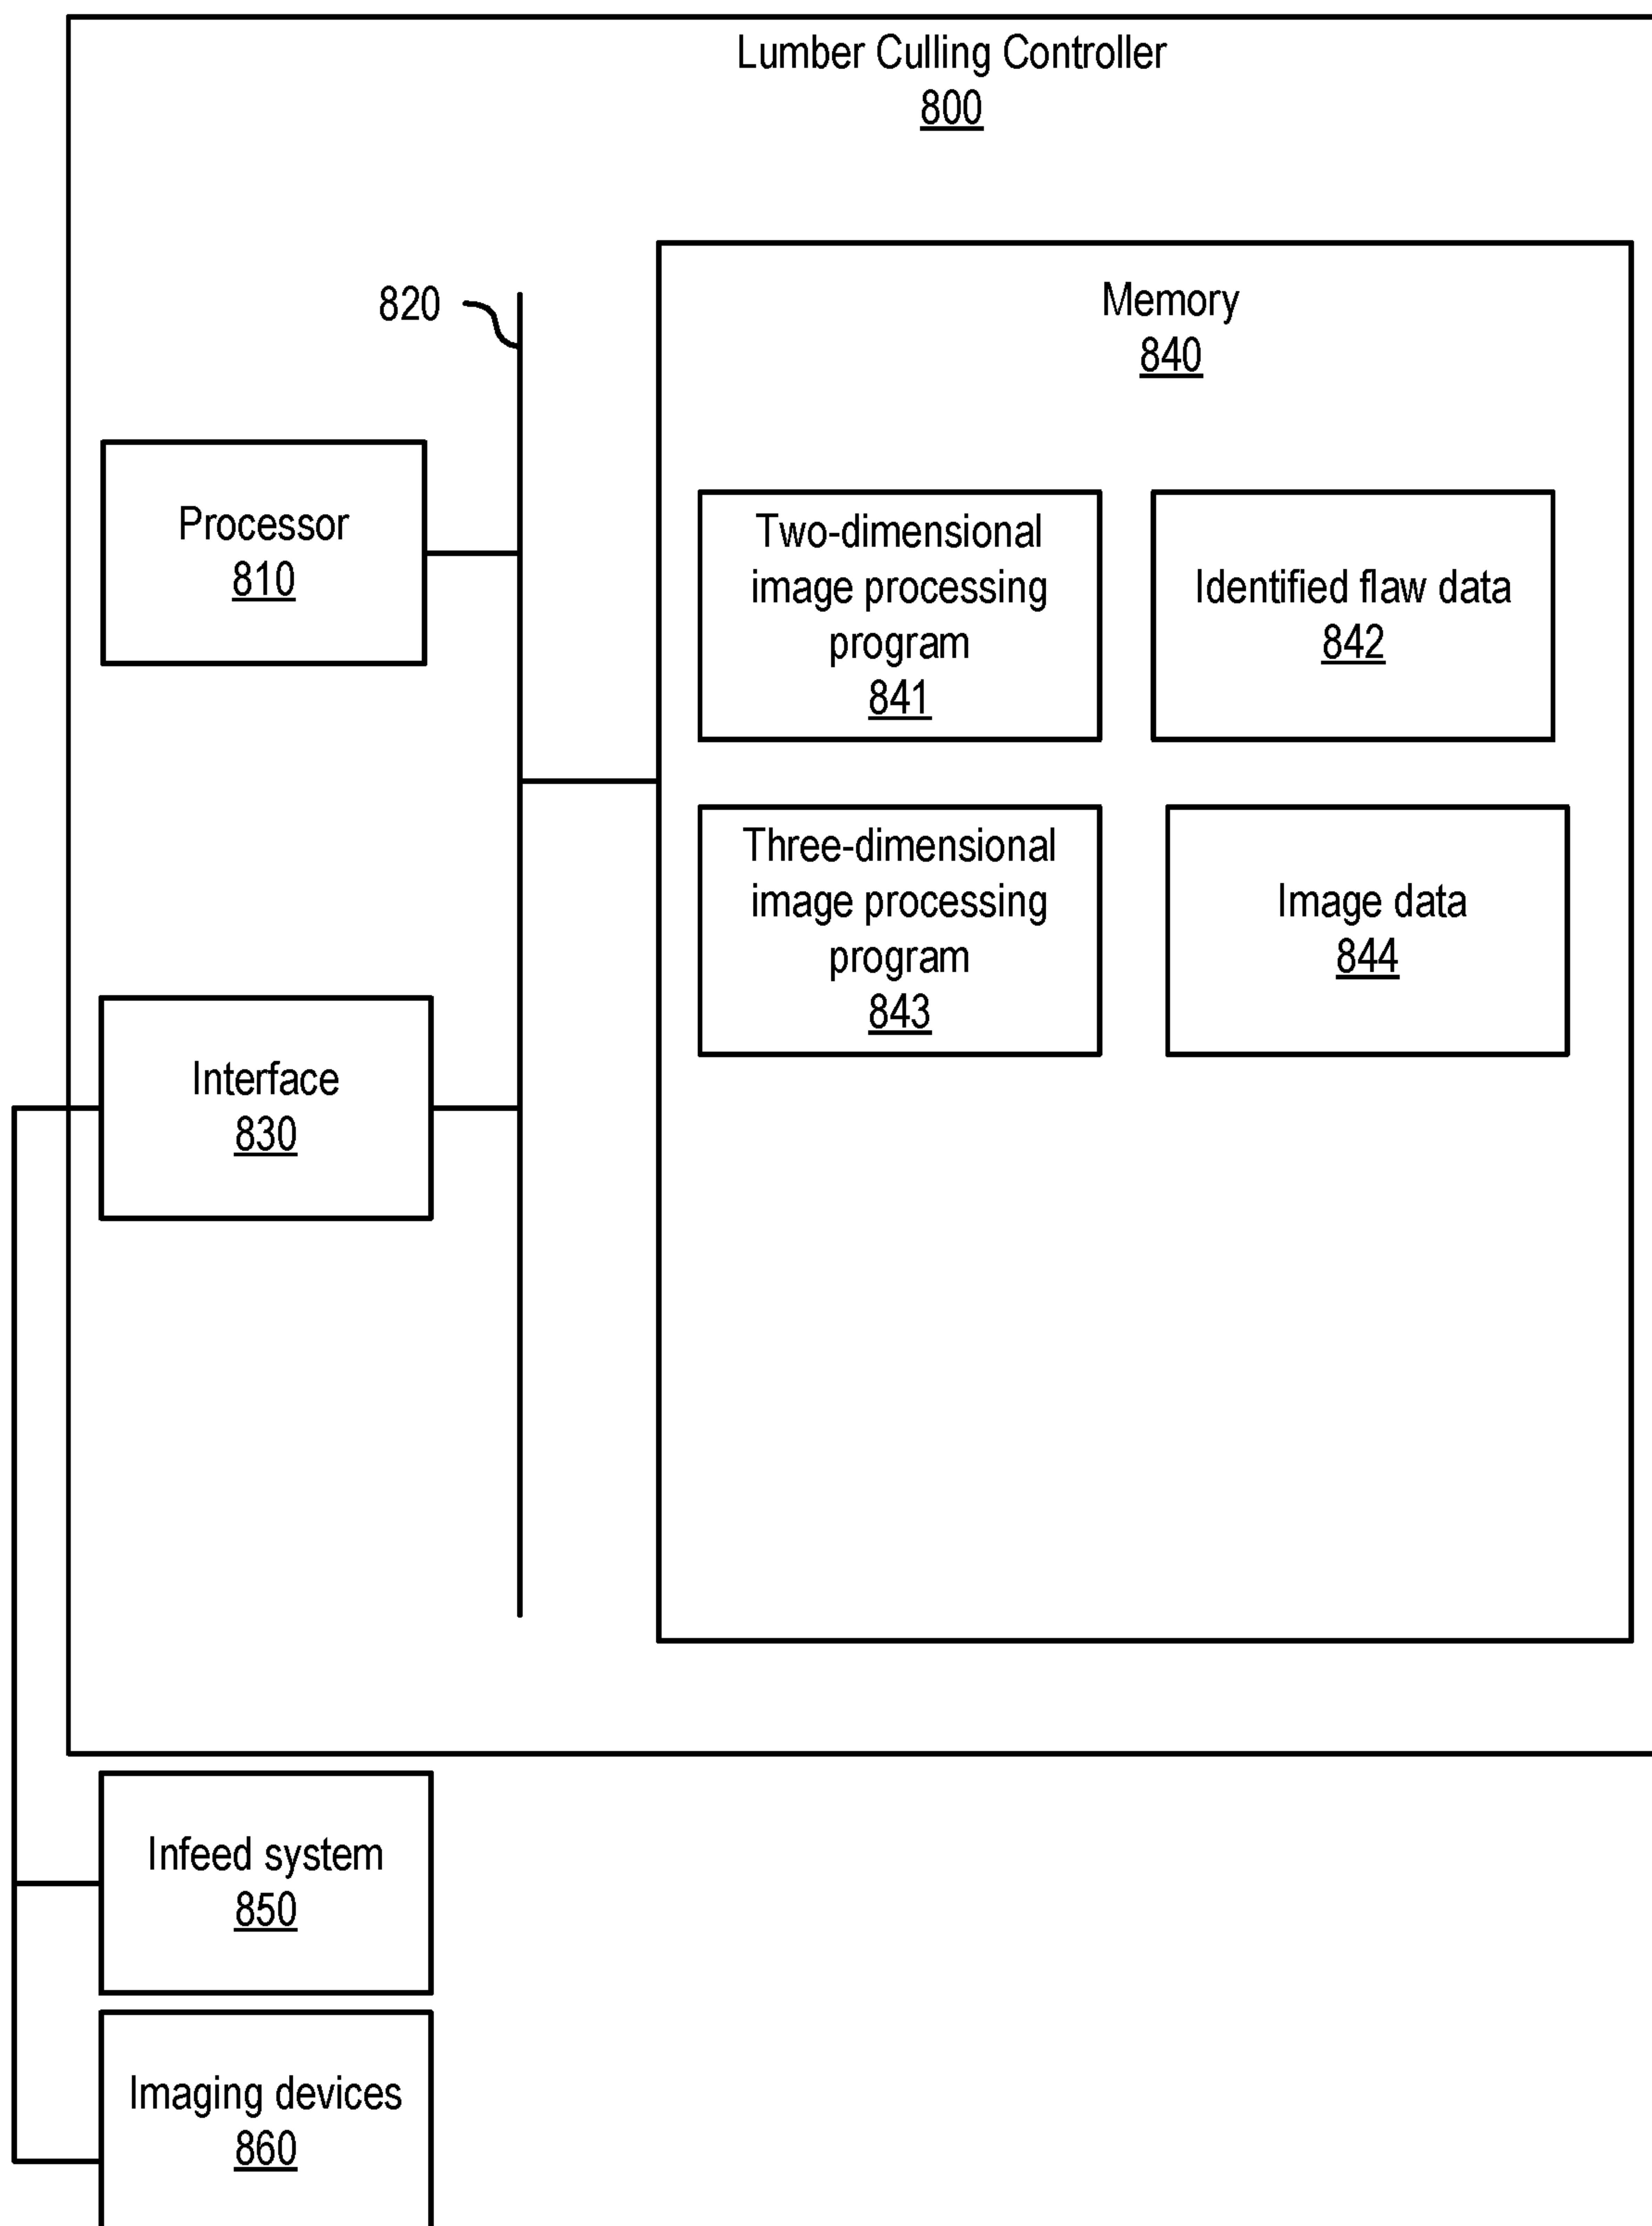 Lumber Culling Controller
800
820
Memory
840
Processor
810
Two-dimensional
image processing
program
841
Identified flaw data
842
Three-dimensional
image processing
program
843
Image data
844
Interface
830
Infeed system
850
Imaging devices
860